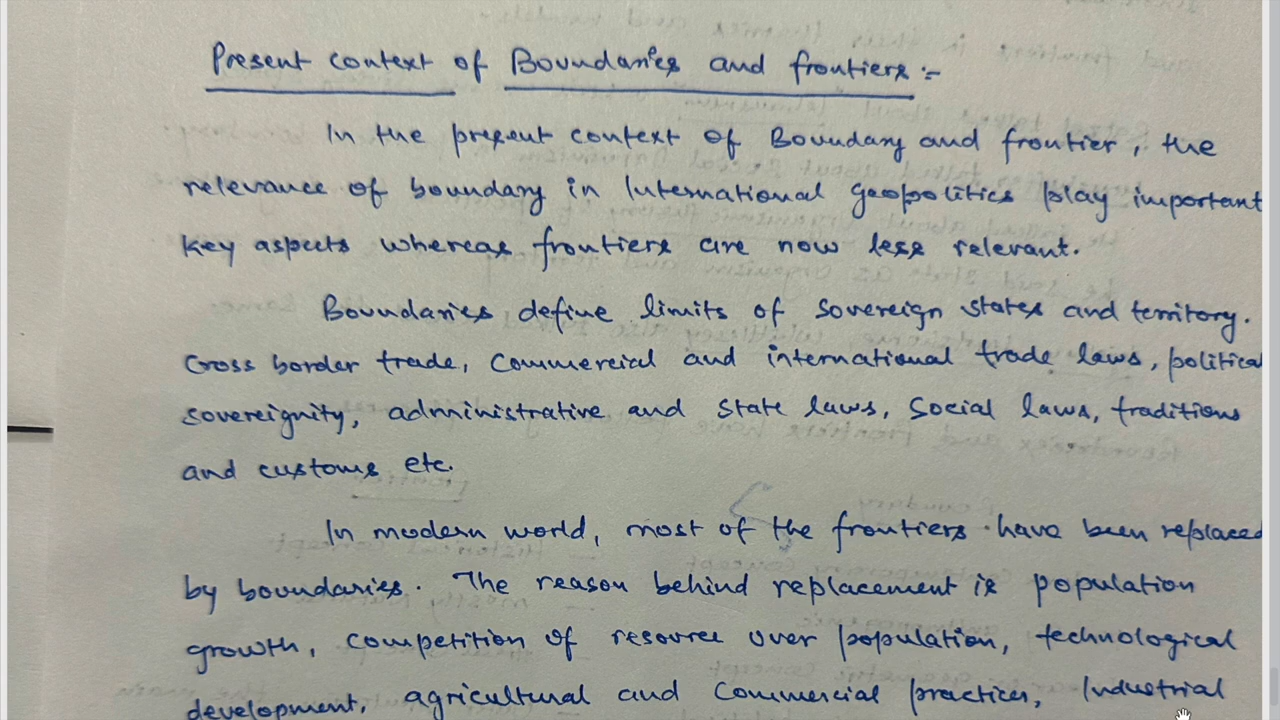 Present context of Boundaries and frontiers :-
In the present context of Boundary and frontier, the
relevance of boundary in International geopolitics play important
key aspects whereas frontiers are now less relevant.
Boundaries define limits of sovereign states and territory.
Cross border trade, commercial and international trade laws, political
sovereignity, administrative and state laws, social laws, traditions
and customs etc.
In modern world, most of the frontiers have been replaced
by boundaries. The reason behind replacement is population
growth, competition of resource over population, technological
development, agricultural and commercial practices, Industrial